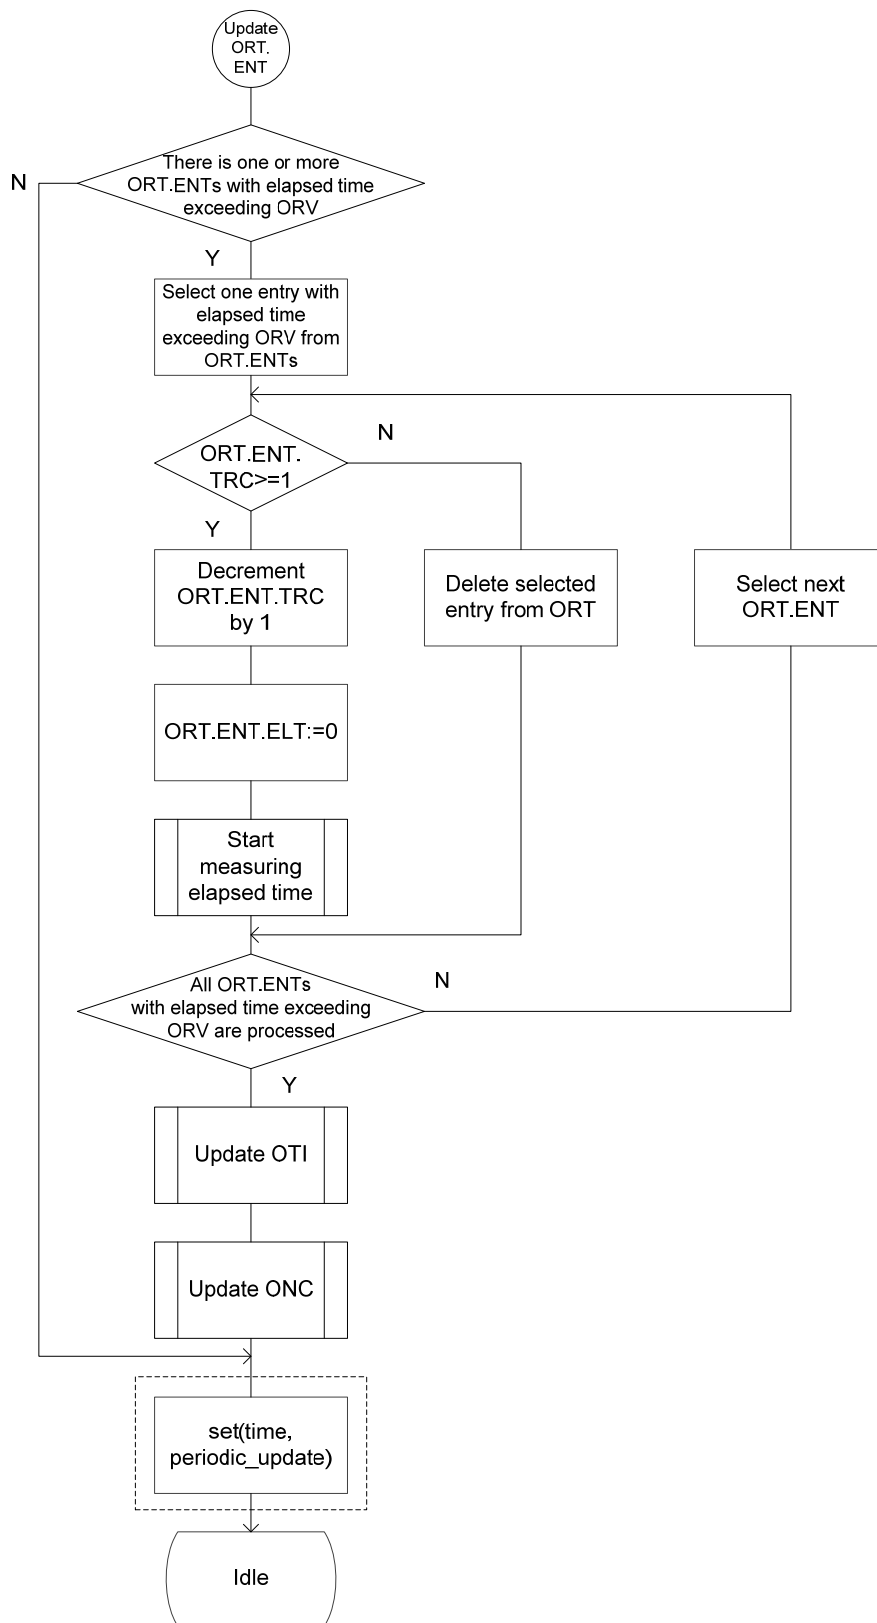 Update
ORT.
ENT
There is one or more
ORT.ENTs with elapsed time
exceeding ORV
N
Y
Select one entry with
elapsed time
exceeding ORV from
ORT.ENTs
N
ORT.ENT.
TRC>=1
Y
Decrement
ORT.ENT.TRC
by 1
Delete selected
entry from ORT
Select next
ORT.ENT
ORT.ENT.ELT:=0
Start
measuring
elapsed time
All ORT.ENTs
with elapsed time exceeding
ORV are processed
N
Y
Update OTI
Update ONC
set(time,
periodic_update)
Idle